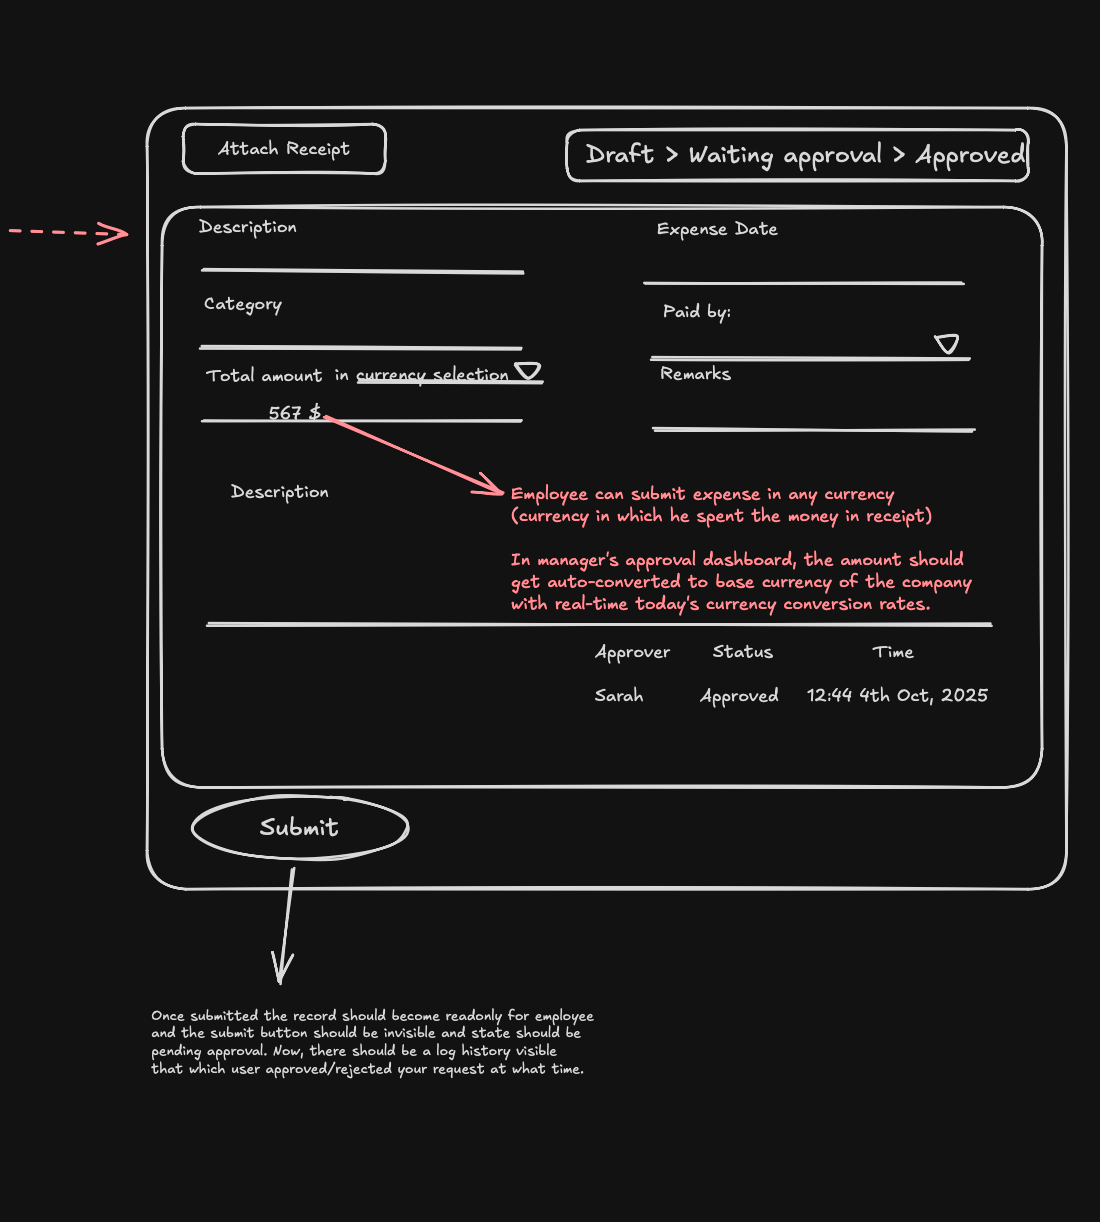 Attach Receipt
Draft > Waiting approval > Approved
Description
Expense Date
Category
Paid by:
Total amount in currency selection
Remarks
567 $
Description
Employee can submit expense in any currency
(currency in which he spent the money in receipt)
In manager's approval dashboard, the amount should
get auto-converted to base currency of the company
with real-time today's currency conversion rates.
Approver Status Time
Sarah Approved 12:44 4th Oct, 2025
Submit
Once submitted the record should become readonly for employee
and the submit button should be invisible and state should be
pending approval. Now, there should be a log history visible
that which user approved/rejected your request at what time.